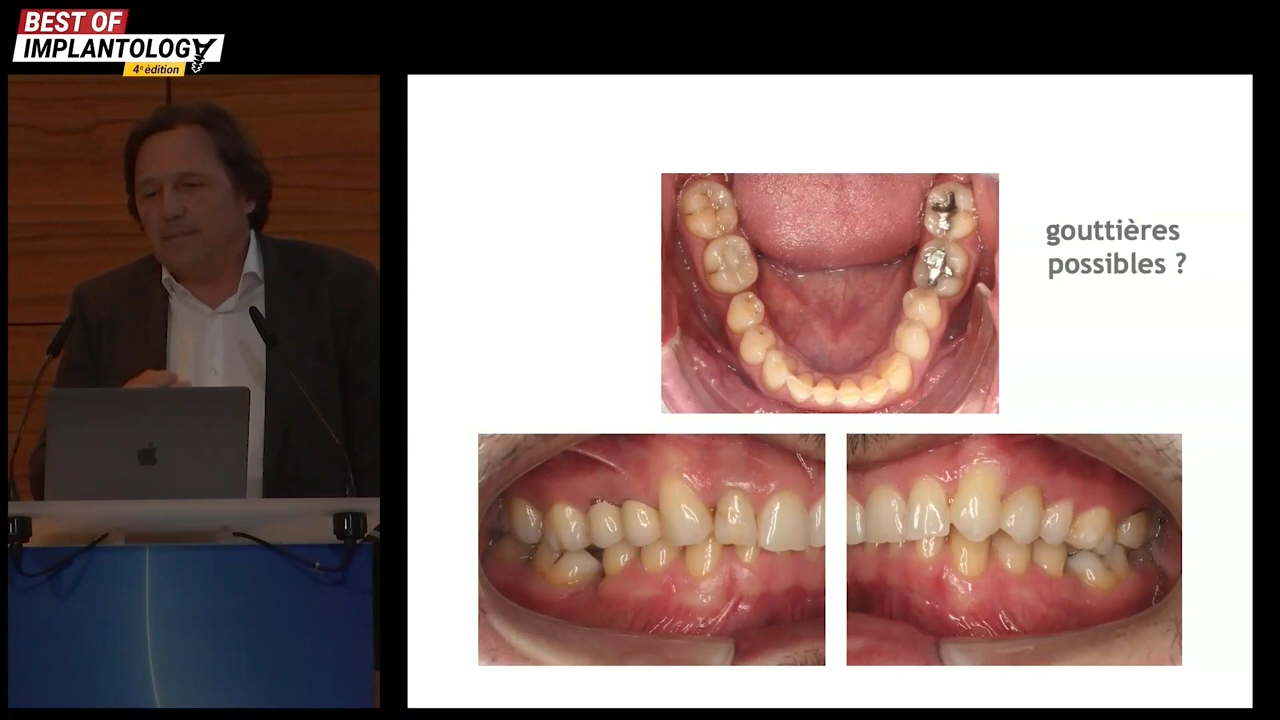 BEST OF
IMPLANTOLOGY
4e édition
gouttières
possibles ?